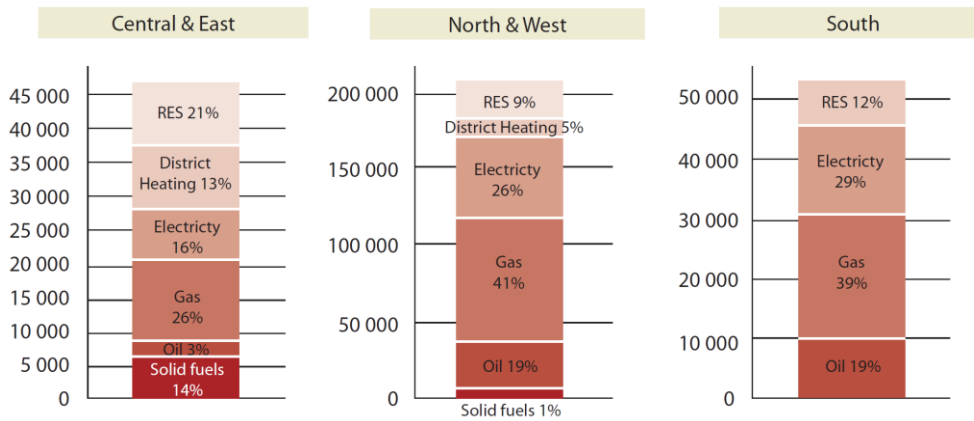 Central & East
45 000
40 000
35 000
30 000
25 000
20 000
15 000
10 000
5 000
0
RES 21%
District
Heating 13%
Electricty
16%
Gas
26%
Oil 3%
Solid fuels
14%
North & West
200 000
150 000
100 000
50 000
0
RES 9%
District Heating 5%
Electricty
26%
Gas
41%
Oil 19%
Solid fuels 1%
South
50 000
40 000
30 000
20 000
10 000
0
RES 12%
Electricty
29%
Gas
39%
Oil 19%